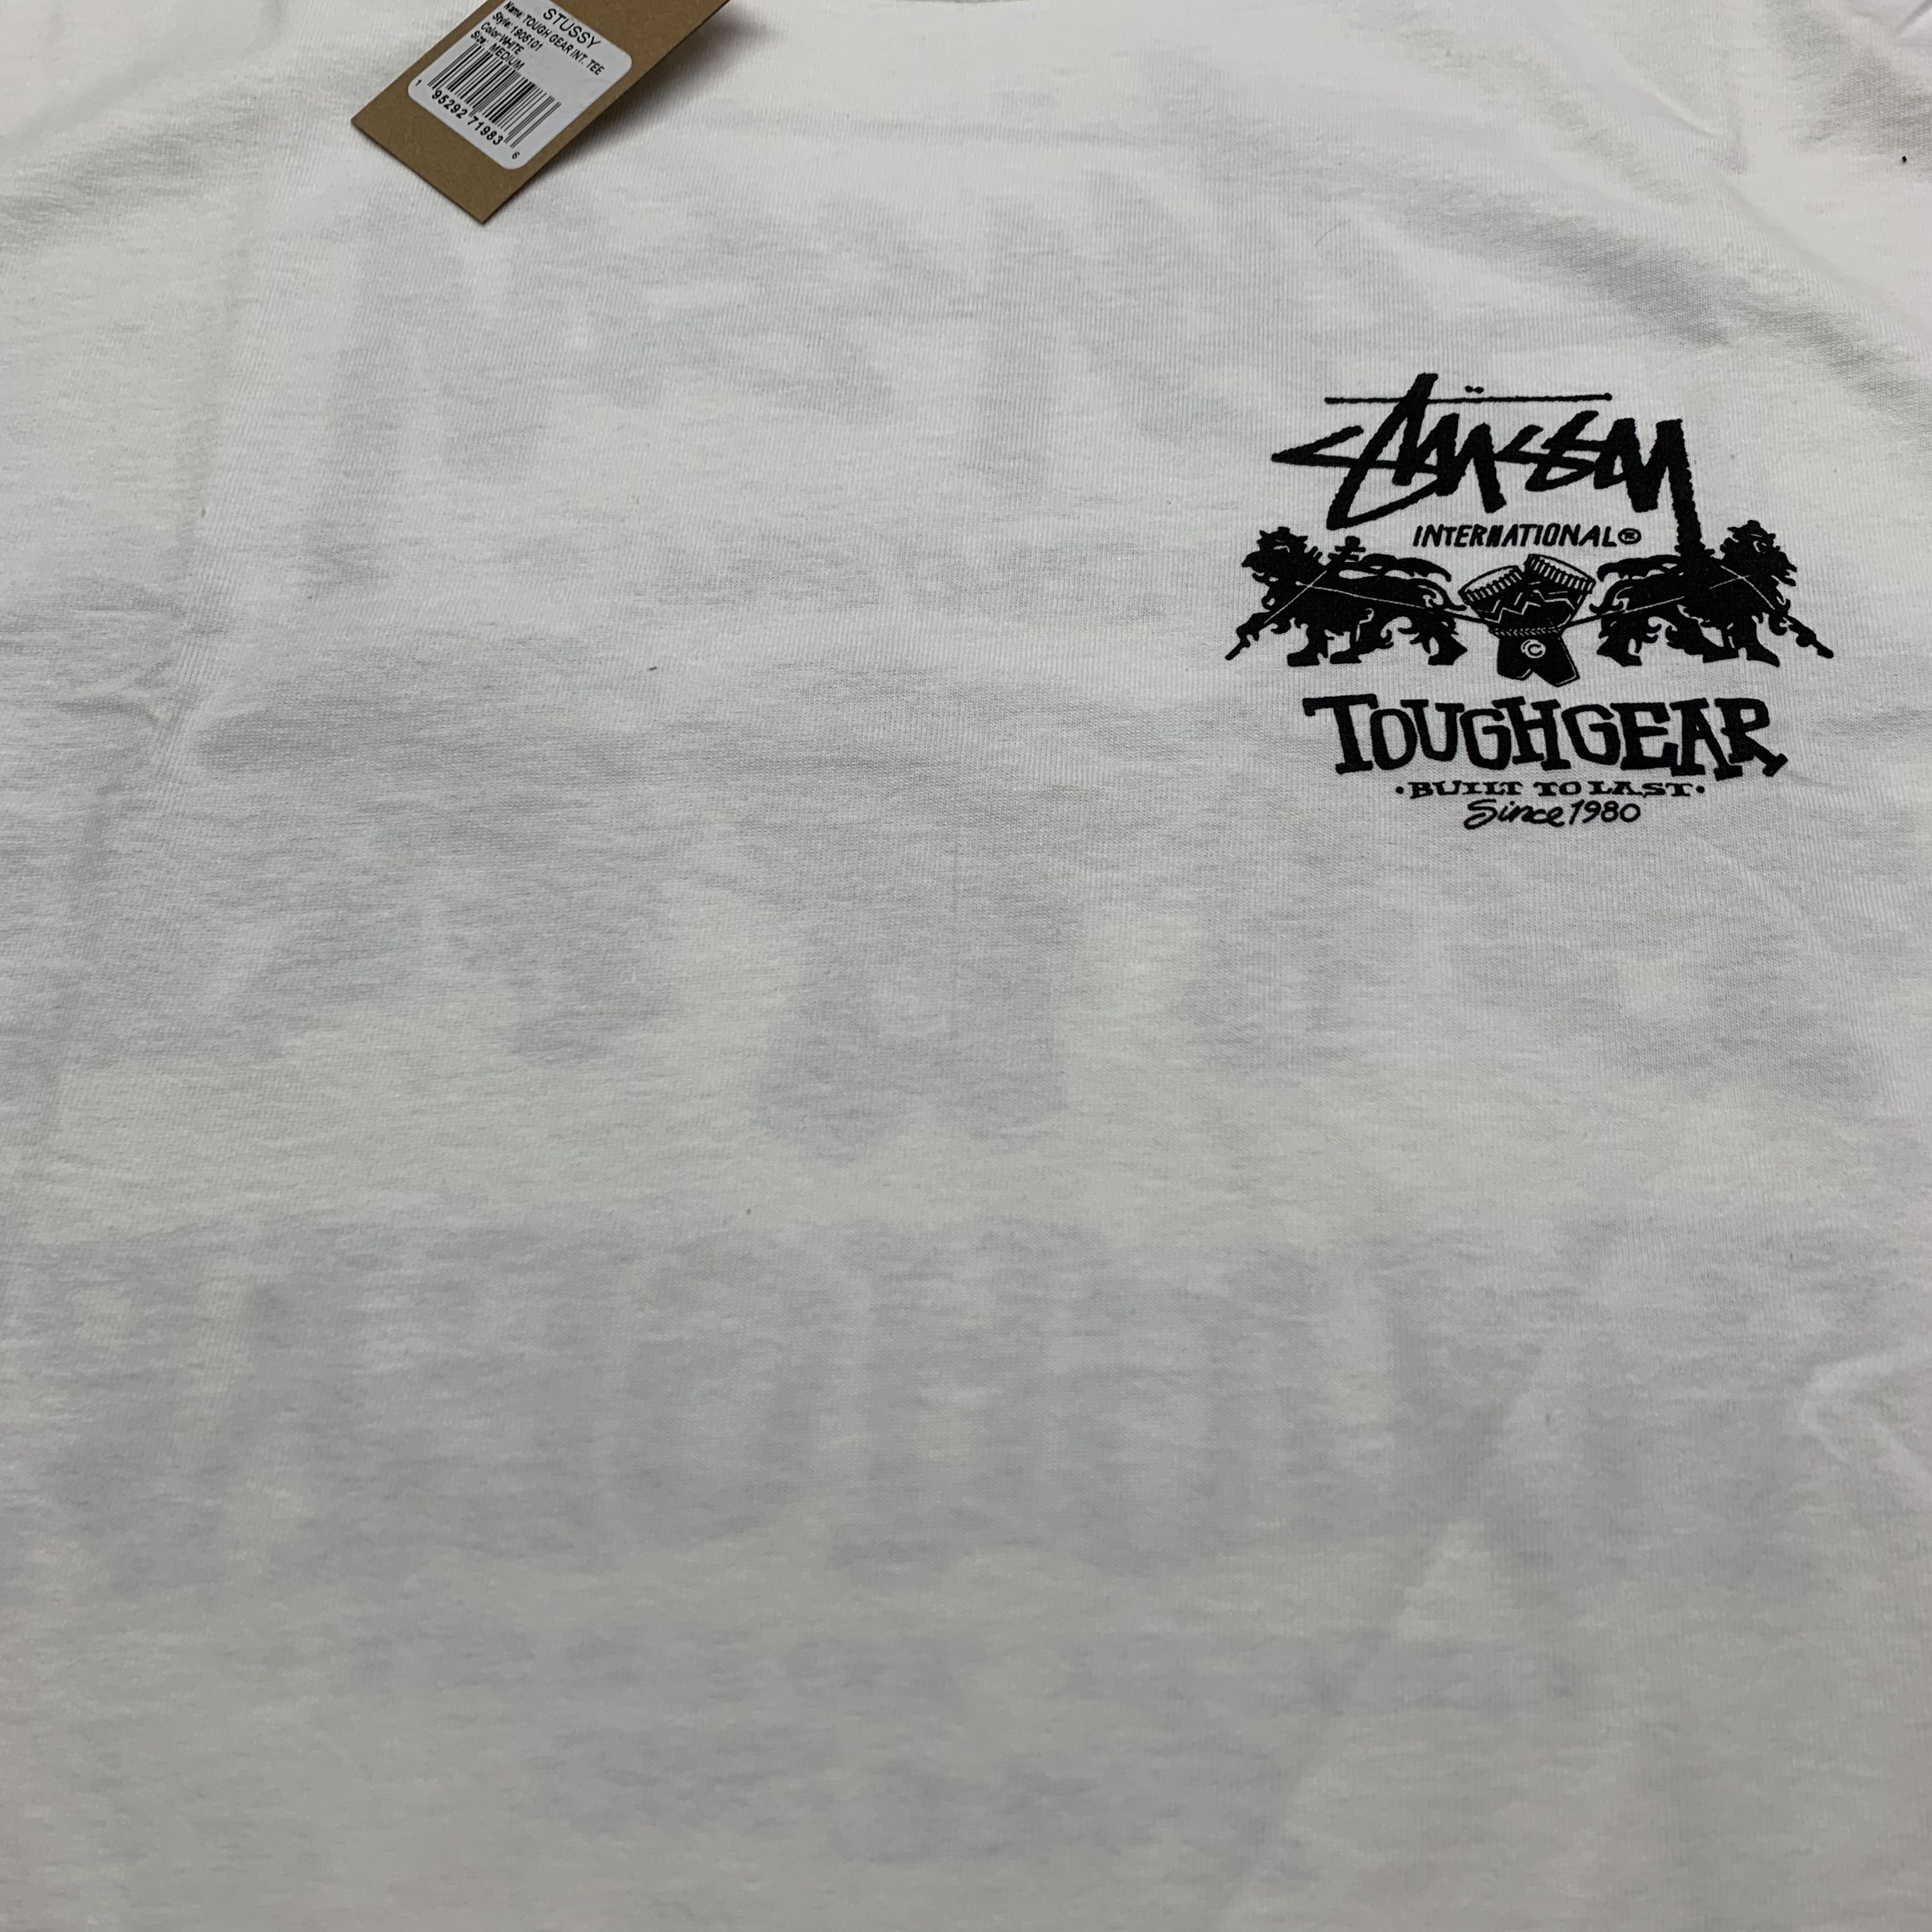 STUSSY
Name: TOUGH GEAR INT. TEE
Style: 1905101
Color: WHITE
Size: MEDIUM
1 95292 71983 6
STÜSSY
INTERNATIONAL®
©
TOUGHGEAR
•BUILT TO LAST•
Since 1980